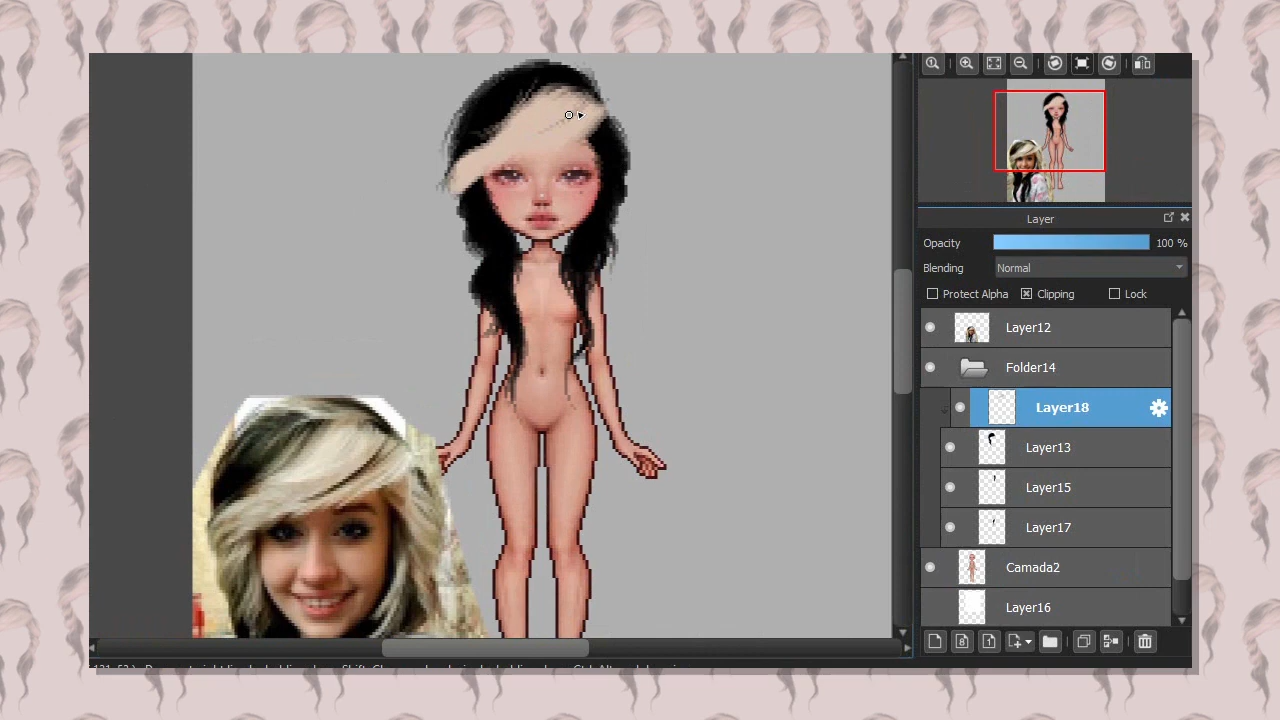 Layer
Opacity
100 %
Blending
Normal
Protect Alpha
Clipping
Lock
Layer12
Folder14
Layer18
Layer13
Layer15
Layer17
Camada2
Layer16